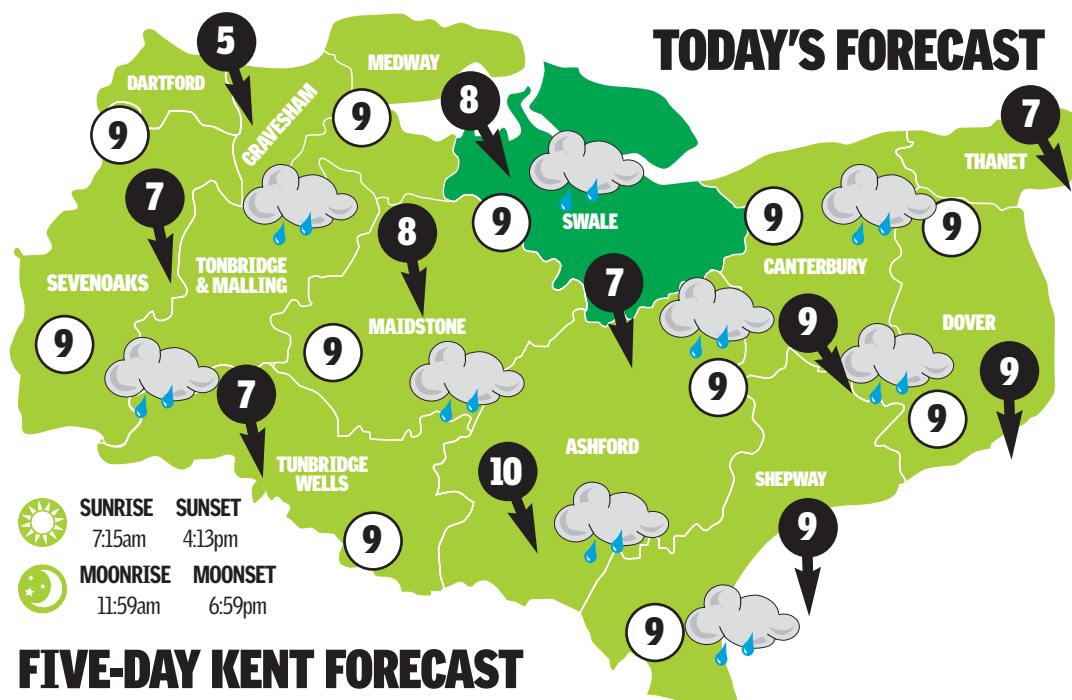 TODAY'S FORECAST
5
MEDWAY
DARTFORD
8
7
9
GRAVESHAM
9
THANET
7
9
SWALE
9
9
8
CANTERBURY
TONBRIDGE
& MALLING
SEVENOAKS
7
MAIDSTONE
9
DOVER
9
9
9
9
7
9
ASHFORD
TUNBRIDGE
WELLS
10
SHEPWAY
SUNRISE SUNSET
7:15am 4:13pm
9
9
MOONRISE MOONSET
11:59am 6:59pm
9
FIVE-DAY KENT FORECAST